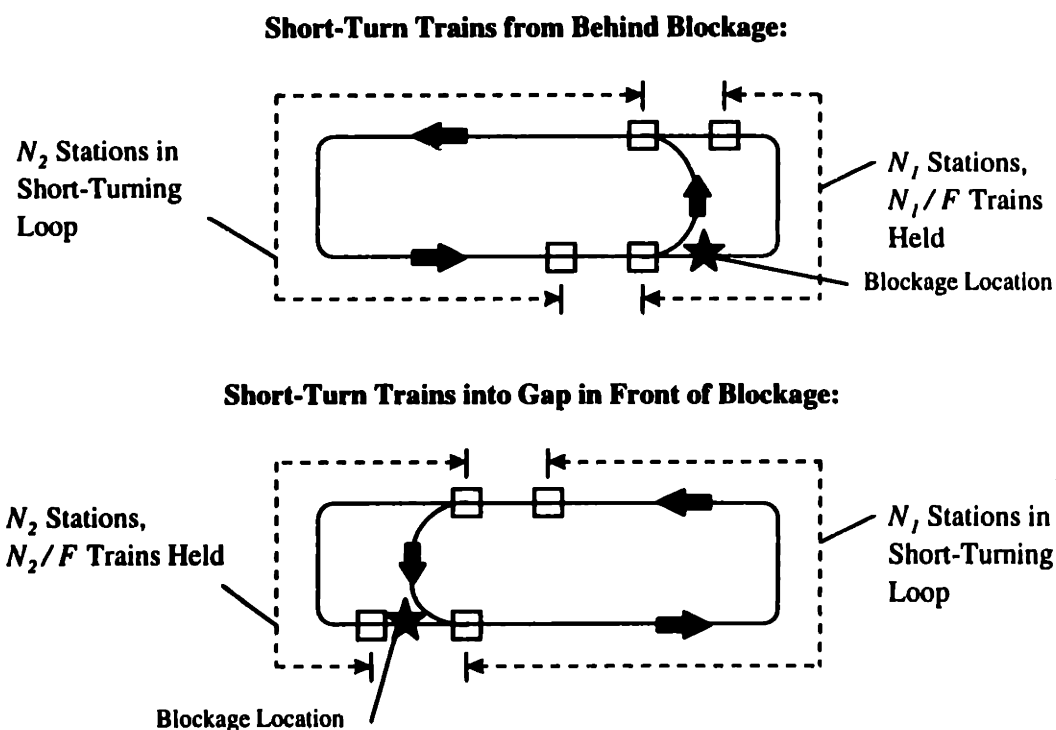 Short-Turn Trains from Behind Blockage:
N₂ Stations in
Short-Turning
Loop
N₁ Stations,
N₁/F Trains
Held
Blockage Location
Short-Turn Trains into Gap in Front of Blockage:
N₂ Stations,
N₂/F Trains Held
N₁ Stations in
Short-Turning
Loop
Blockage Location